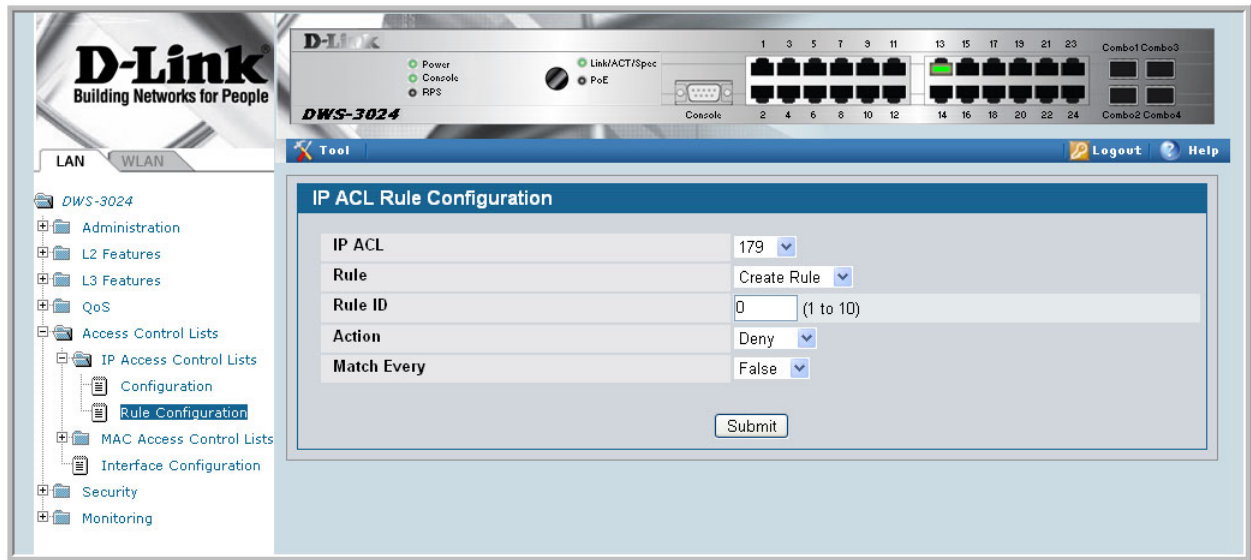 D-Link
Building Networks for People
D-Link
Power
Console
RPS
Link/ACT/Spec
PoE
DWS-3024
Console
1 3 5 7 9 11 13 15 17 19 21 23
Combo1 Combo3
2 4 6 8 10 12 14 16 18 20 22 24
Combo2 Combo4
LAN
WLAN
Tool
Logout
Help
DWS-3024
Administration
L2 Features
L3 Features
QoS
Access Control Lists
IP Access Control Lists
Configuration
Rule Configuration
MAC Access Control Lists
Interface Configuration
Security
Monitoring
IP ACL Rule Configuration
IP ACL 179
Rule Create Rule
Rule ID 0 (1 to 10)
Action Deny
Match Every False
Submit